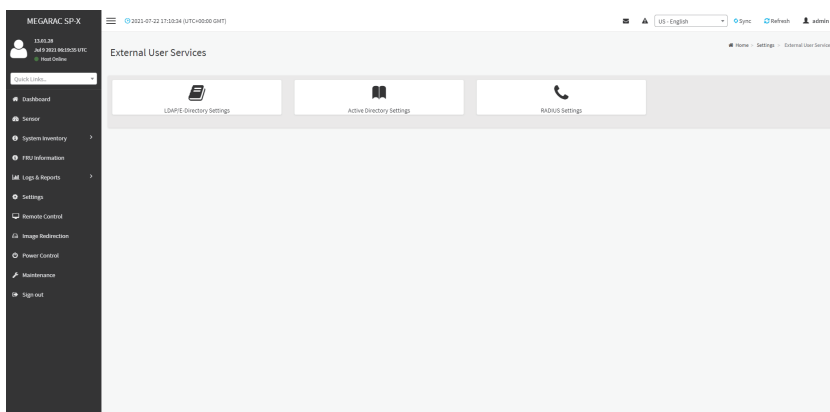 MEGARAC SP-X
2021-07-22 17:10:34 (UTC+00:00 GMT)
US - English
Sync
Refresh
admin
13.01.28
Jul 9 2021 06:19:35 UTC
Host Online
Quick Links...
External User Services
Home > Settings > External User Service
Dashboard
Sensor
System Inventory
FRU Information
Logs & Reports
Settings
Remote Control
Image Redirection
Power Control
Maintenance
Sign out
LDAP/E-Directory Settings
Active Directory Settings
RADIUS Settings